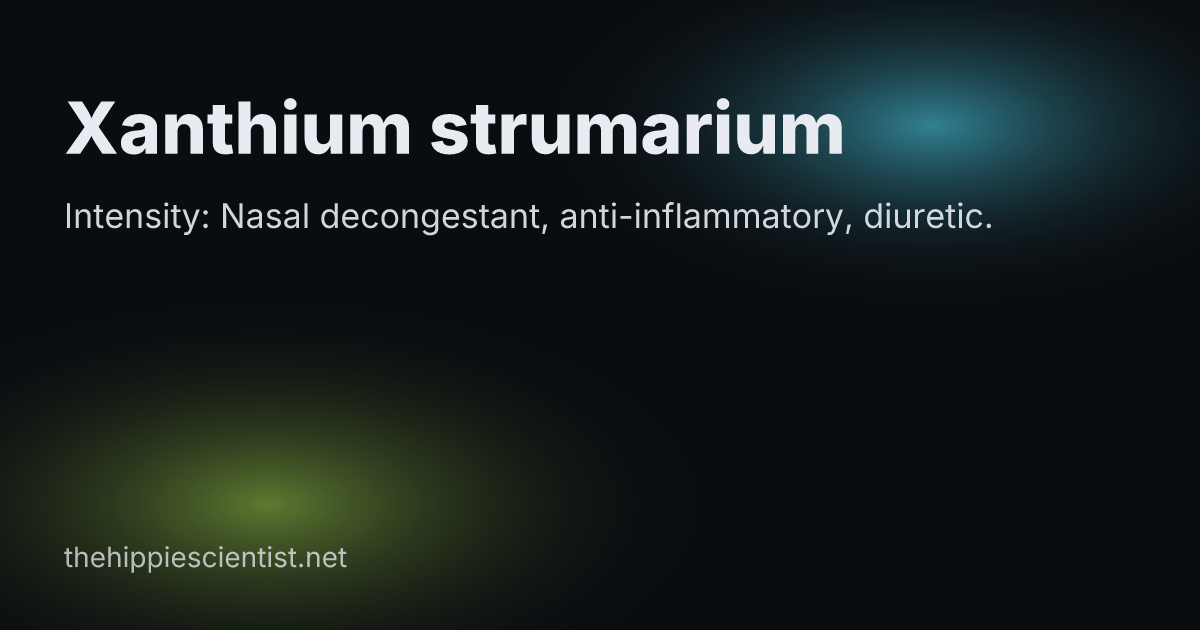 Xanthium strumarium
Intensity: Nasal decongestant, anti-inflammatory, diuretic.
thehippiescientist.net